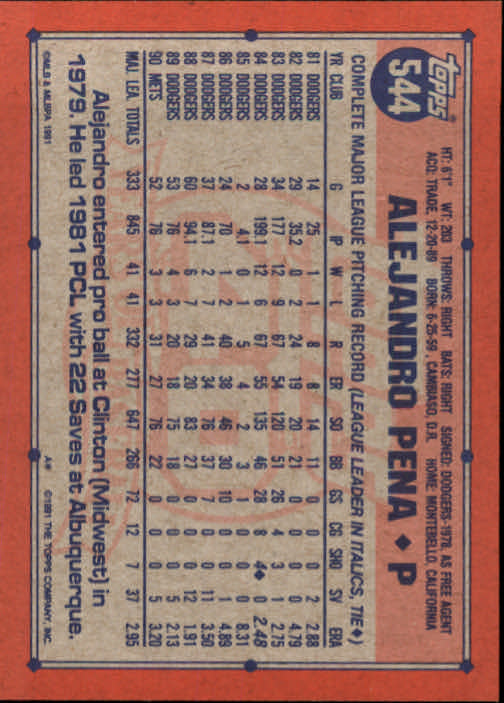 TOPPS®
544
HT: 6'1" WT: 203 THROWS: RIGHT BATS: RIGHT SIGNED: DODGERS-1978, AS FREE AGENT
ACQ: TRADE, 12-20-89 BORN: 6-25-59, CAMBIASO, D.R. HOME: MONTEBELLO, CALIFORNIA
ALEJANDRO PENA ◆ P
COMPLETE MAJOR LEAGUE PITCHING RECORD (LEAGUE LEADER IN ITALICS, TIE◆)
YR CLUB G IP W L R ER SO BB GS CG SHO SV ERA
81 DODGERS 14 25 1 1 8 8 14 11 0 0 0 2 2.88
82 DODGERS 29 35.2 0 2 24 19 20 21 0 0 0 0 4.79
83 DODGERS 34 177 12 9 67 54 120 51 26 4 3 1 2.75
84 DODGERS 28 199.1 12 6 67 55 135 46 28 8 4◆ 0 2.48
85 DODGERS 2 4.1 0 1 5 4 2 3 1 0 0 0 8.31
86 DODGERS 24 70 1 2 40 38 46 30 10 0 0 1 4.89
87 DODGERS 37 87.1 2 7 41 34 76 37 7 0 0 11 3.50
88 DODGERS 60 94.1 6 7 29 20 83 27 0 0 0 12 1.91
89 DODGERS 53 76 4 3 20 18 75 18 0 0 0 5 2.13
90 METS 52 76 3 3 31 27 76 22 0 0 0 5 3.20
MAJ. LEA. TOTALS 333 845 41 41 332 277 647 266 72 12 7 37 2.95
Alejandro entered pro ball at Clinton (Midwest) in
1979. He led 1981 PCL with 22 Saves at Albuquerque.
©MLB & MLBPA 1991 A# ©1991 THE TOPPS COMPANY, INC.